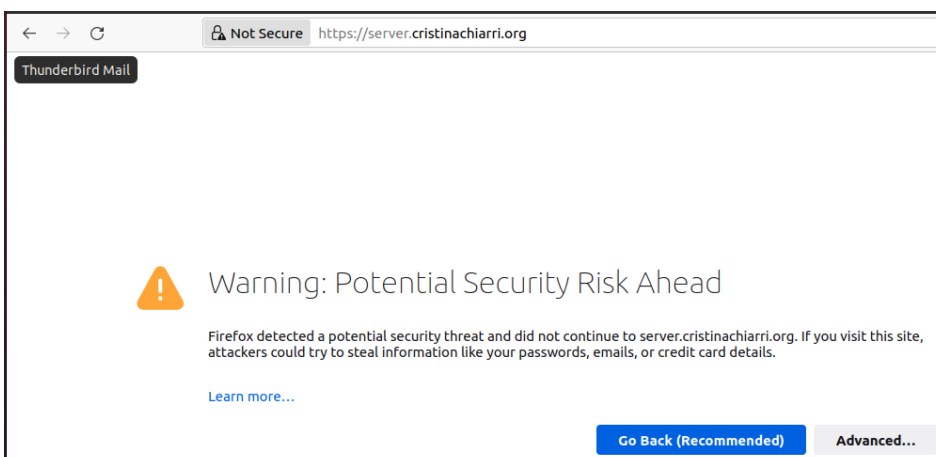 Not Secure https://server.cristinachiarri.org
Thunderbird Mail
Warning: Potential Security Risk Ahead
Firefox detected a potential security threat and did not continue to server.cristinachiarri.org. If you visit this site,
attackers could try to steal information like your passwords, emails, or credit card details.
Learn more…
Go Back (Recommended) Advanced…